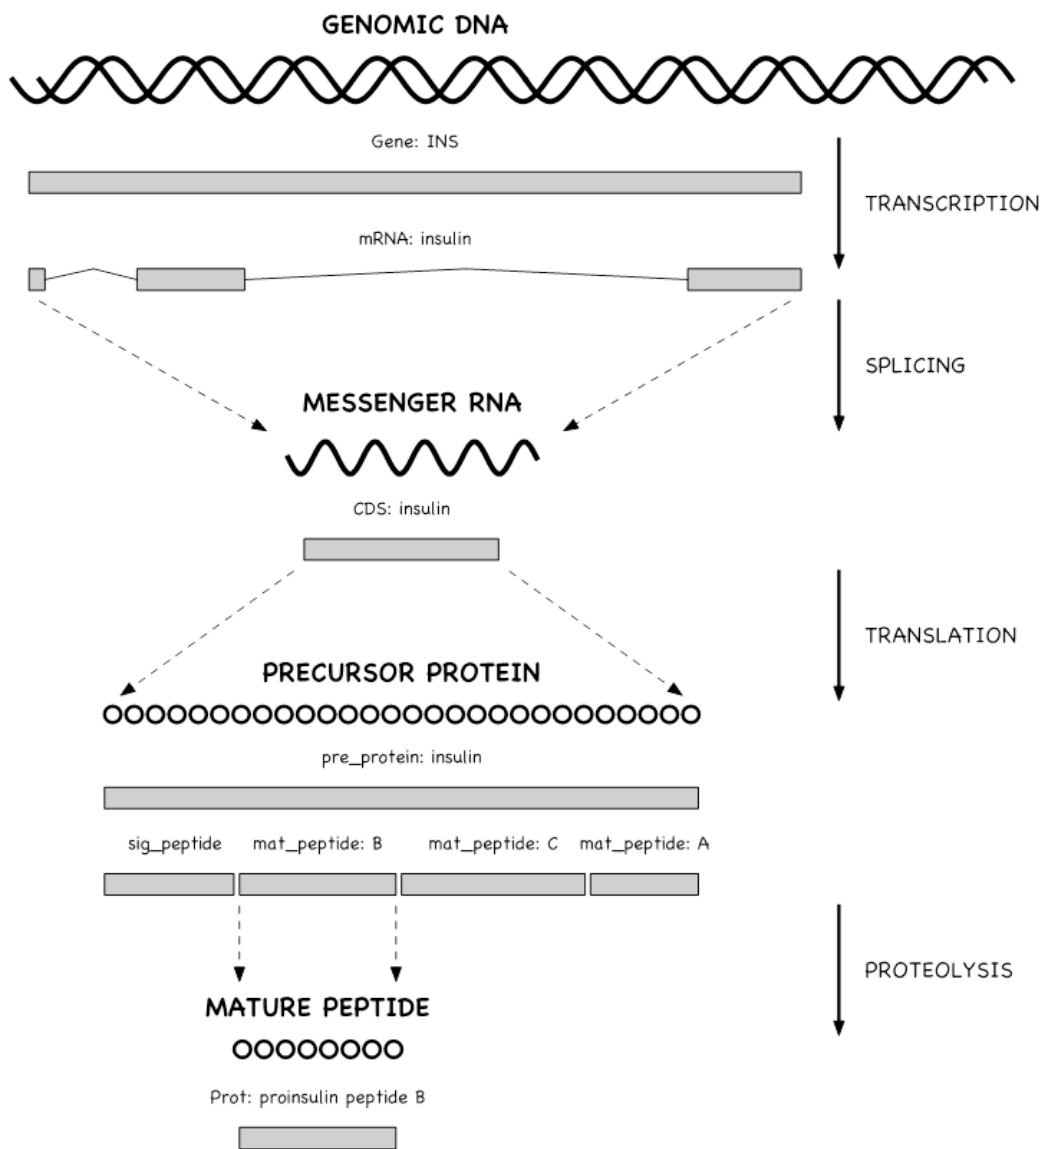 GENOMIC DNA
Gene: INS
TRANSCRIPTION
mRNA: insulin
SPLICING
MESSENGER RNA
CDS: insulin
TRANSLATION
PRECURSOR PROTEIN
pre_protein: insulin
sig_peptide mat_peptide: B mat_peptide: C mat_peptide: A
PROTEOLYSIS
MATURE PEPTIDE
Prot: proinsulin peptide B